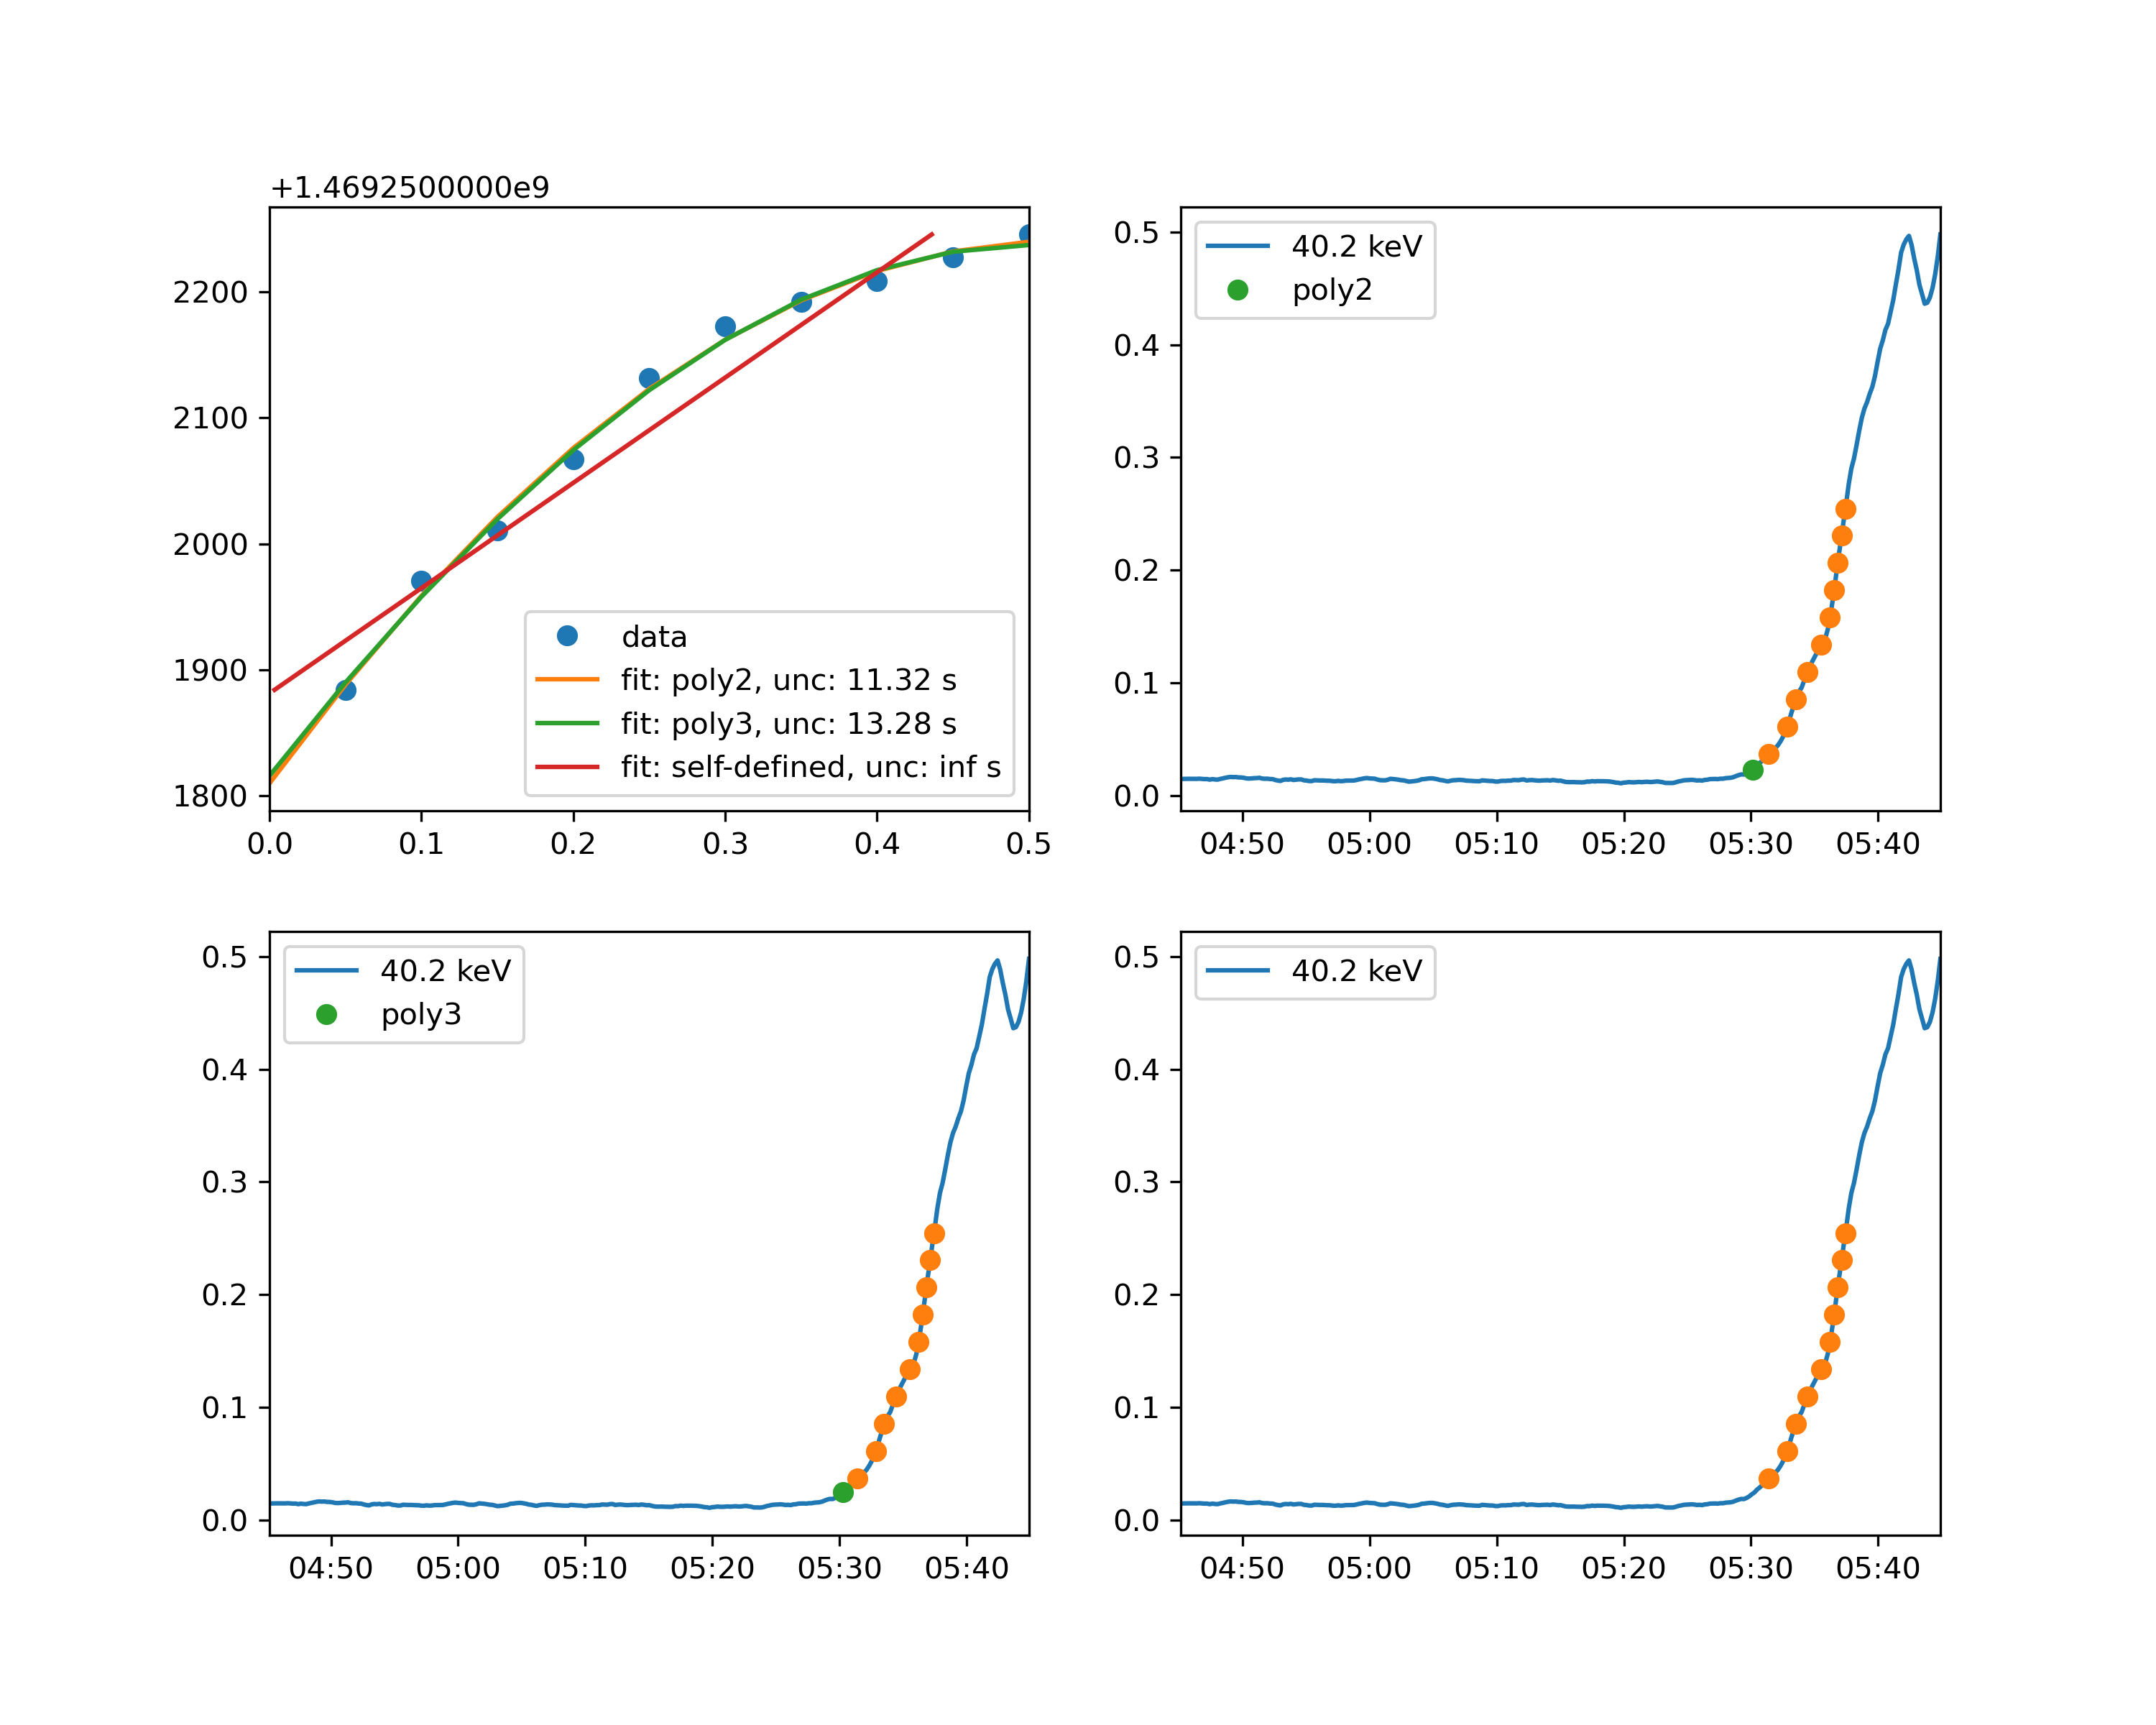 +1.4692500000e9
2200
2100
2000
1900
1800
0.0 0.1 0.2 0.3 0.4 0.5
data
fit: poly2, unc: 11.32 s
fit: poly3, unc: 13.28 s
fit: self-defined, unc: inf s
0.5
0.4
0.3
0.2
0.1
0.0
04:50 05:00 05:10 05:20 05:30 05:40
40.2 keV
poly2
0.5
0.4
0.3
0.2
0.1
0.0
04:50 05:00 05:10 05:20 05:30 05:40
40.2 keV
poly3
0.5
0.4
0.3
0.2
0.1
0.0
04:50 05:00 05:10 05:20 05:30 05:40
40.2 keV